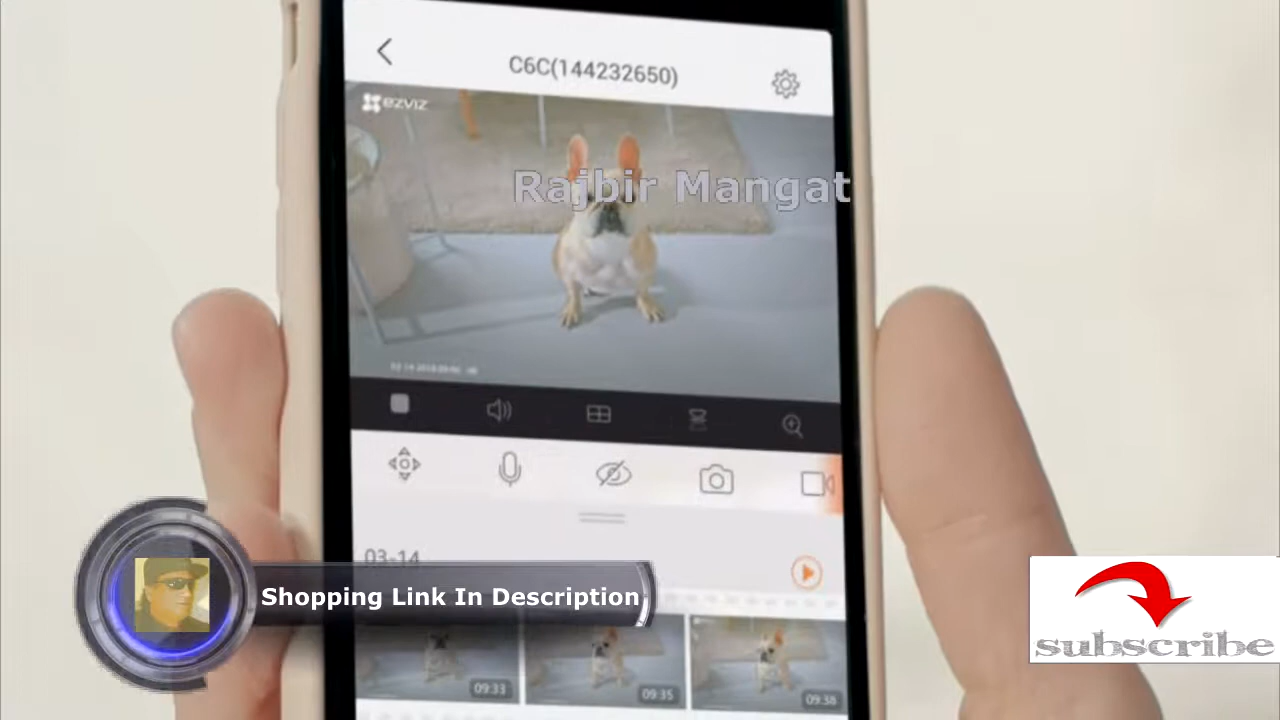 C6C(144232650)
ezviz
Rajbir Mangat
03-14
Shopping Link In Description
subscribe
09:33
09:35
09:38